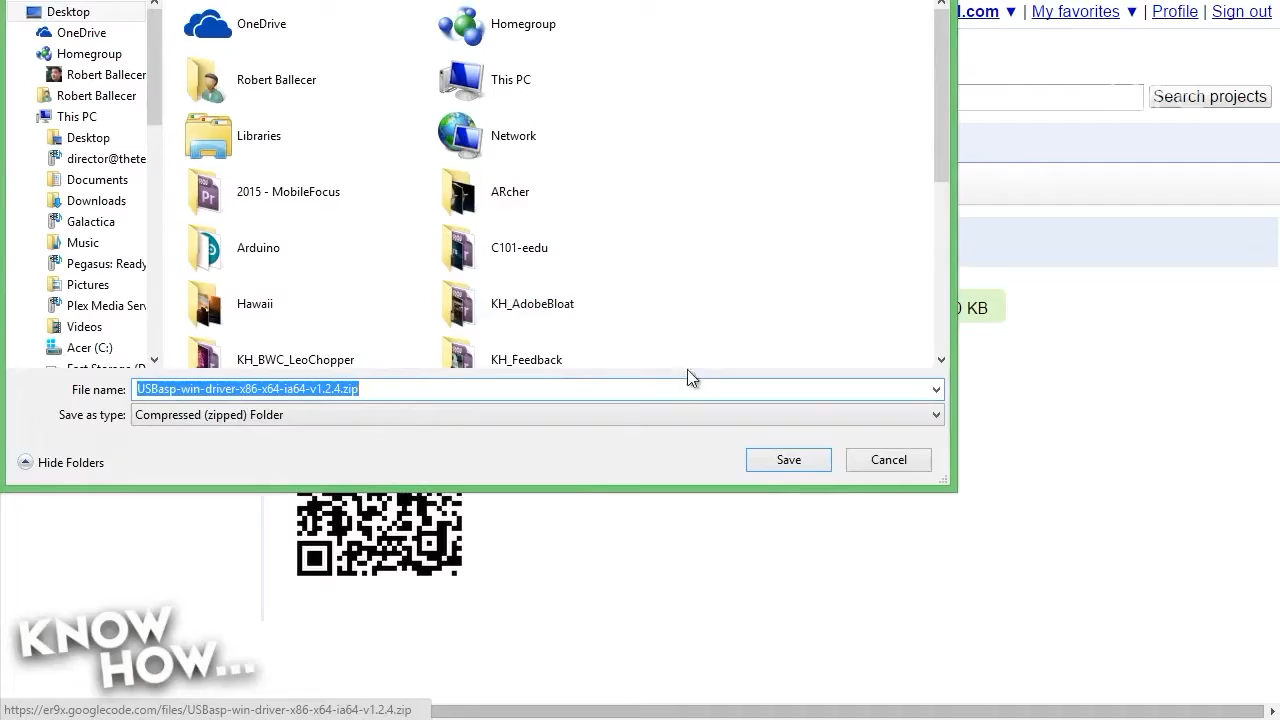 Desktop
OneDrive
Homegroup
Robert Ballecer
Robert Ballecer
This PC
Desktop
director@thete
Documents
Downloads
Galactica
Music
Pegasus: Ready
Pictures
Plex Media Serv
Videos
Acer (C:)
OneDrive
Homegroup
Robert Ballecer
This PC
Libraries
Network
2015 - MobileFocus
ARcher
Arduino
C101-eedu
Hawaii
KH_AdobeBloat
KH_BWC_LeoChopper
KH_Feedback
l.com ▼ | My favorites ▼ | Profile | Sign out
Search projects
0 KB
File name: USBasp-win-driver-x86-x64-ia64-v1.2.4.zip
Save as type: Compressed (zipped) Folder
Hide Folders
Save
Cancel
KNOW
HOW...
https://er9x.googlecode.com/files/USBasp-win-driver-x86-x64-ia64-v1.2.4.zip